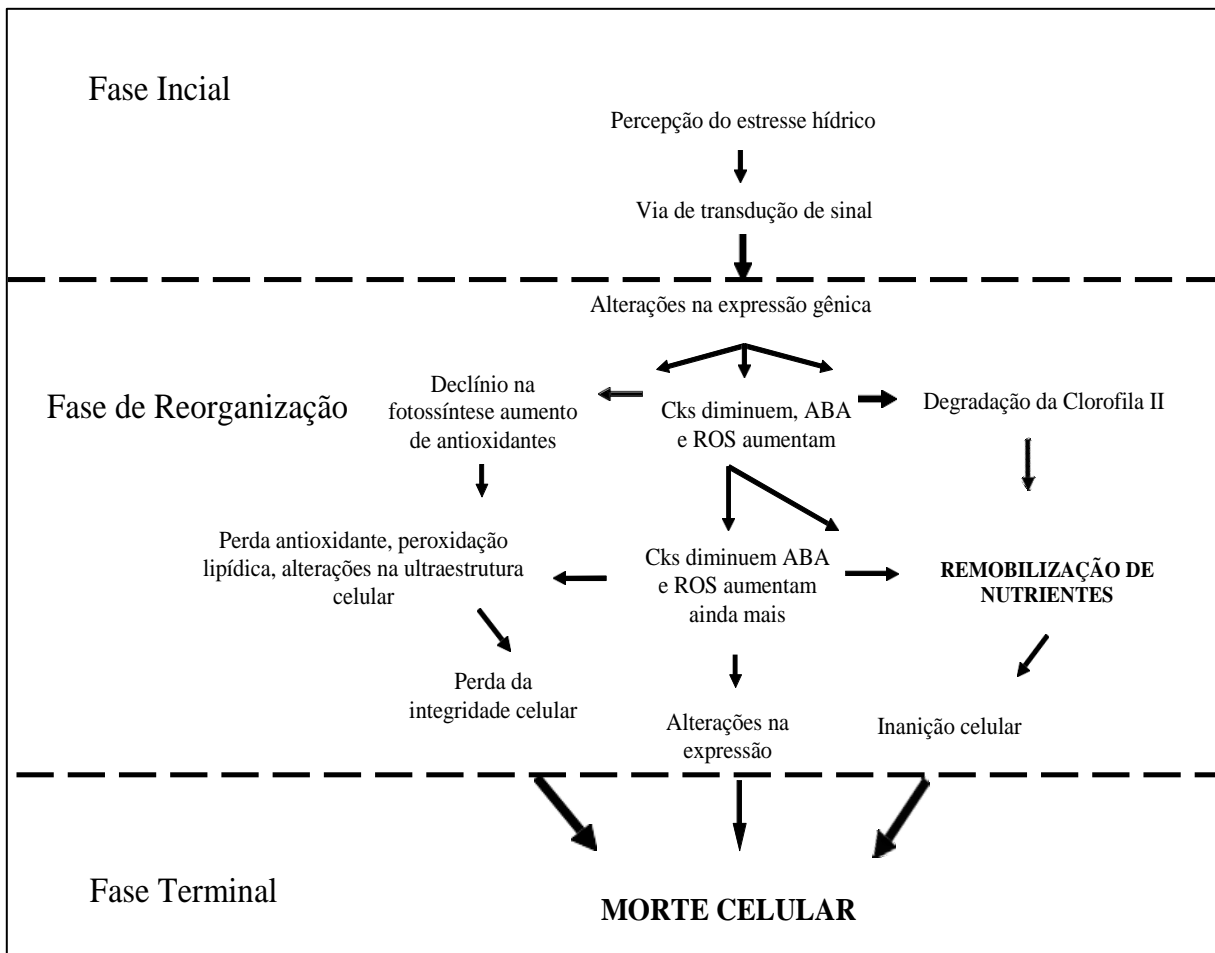 Fase Incial
Percepção do estresse hídrico
Via de transdução de sinal
Alterações na expressão gênica
Fase de Reorganização
Declínio na
fotossíntese aumento
de antioxidantes
Cks diminuem, ABA
e ROS aumentam
Degradação da Clorofila II
Perda antioxidante, peroxidação
lipídica, alterações na ultraestrutura
celular
Cks diminuem ABA
e ROS aumentam
ainda mais
REMOBILIZAÇÃO DE
NUTRIENTES
Perda da
integridade celular
Alterações na
expressão
Inanição celular
Fase Terminal
MORTE CELULAR